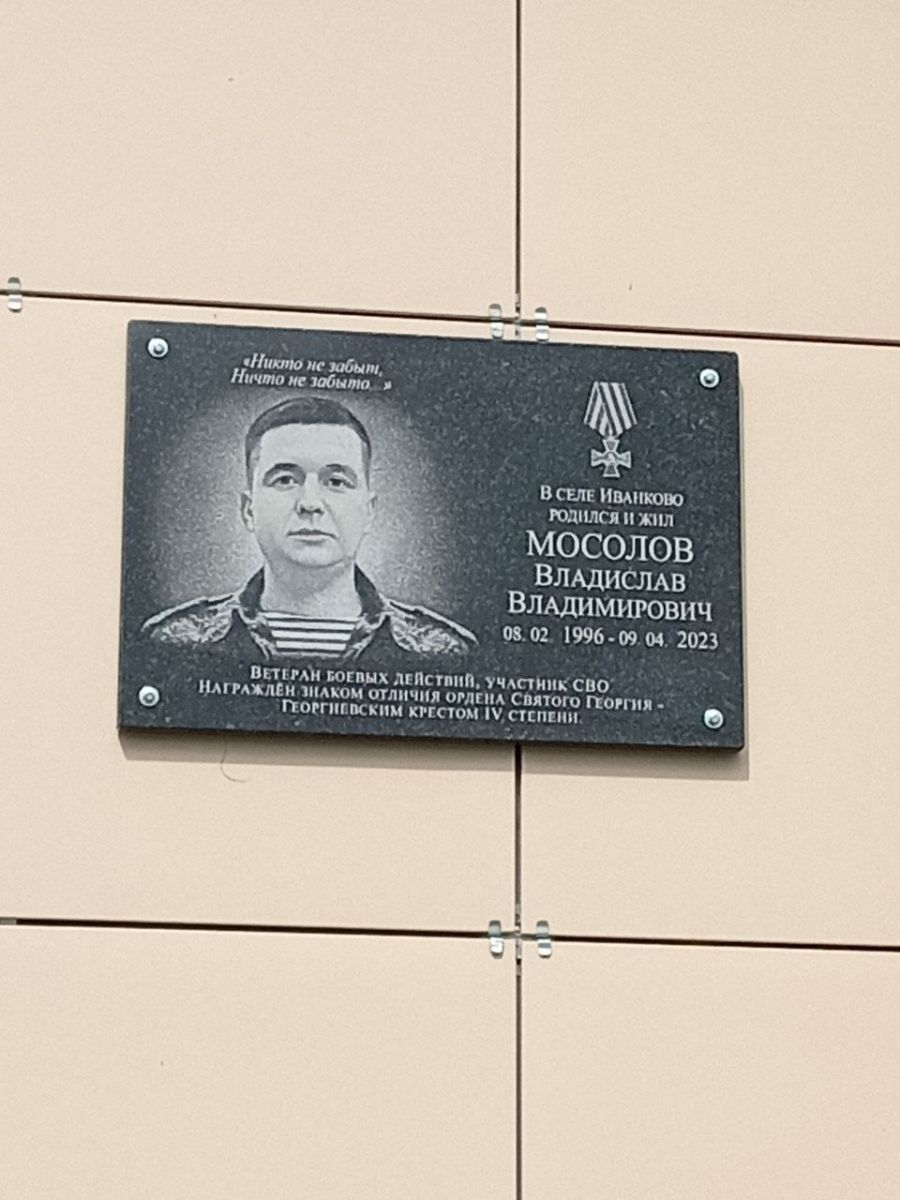 «Никто не забыт,
Ничто не забыто...»
В СЕЛЕ ИВАНКОВО
РОДИЛСЯ И ЖИЛ
МОСОЛОВ
ВЛАДИСЛАВ
ВЛАДИМИРОВИЧ
08. 02. 1996 - 09. 04. 2023
ВЕТЕРАН БОЕВЫХ ДЕЙСТВИЙ, УЧАСТНИК СВО
НАГРАЖДЁН ЗНАКОМ ОТЛИЧИЯ ОРДЕНА СВЯТОГО ГЕОРГИЯ -
ГЕОРГИЕВСКИМ КРЕСТОМ IV СТЕПЕНИ